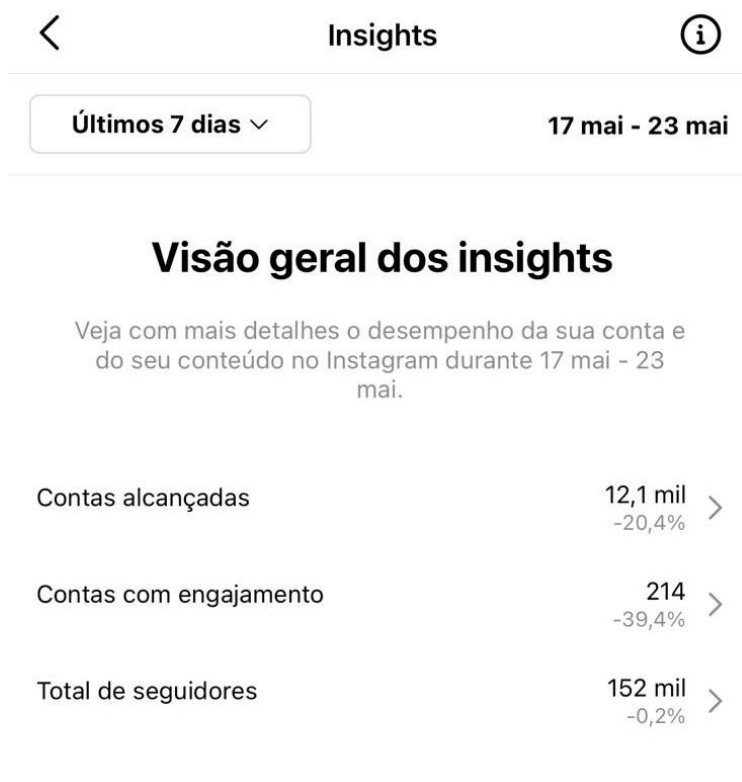 Insights
Últimos 7 dias
17 mai - 23 mai
Visão geral dos insights
Veja com mais detalhes o desempenho da sua conta e
do seu conteúdo no Instagram durante 17 mai - 23
mai.
Contas alcançadas
12,1 mil
-20,4%
Contas com engajamento
214
-39,4%
Total de seguidores
152 mil
-0,2%